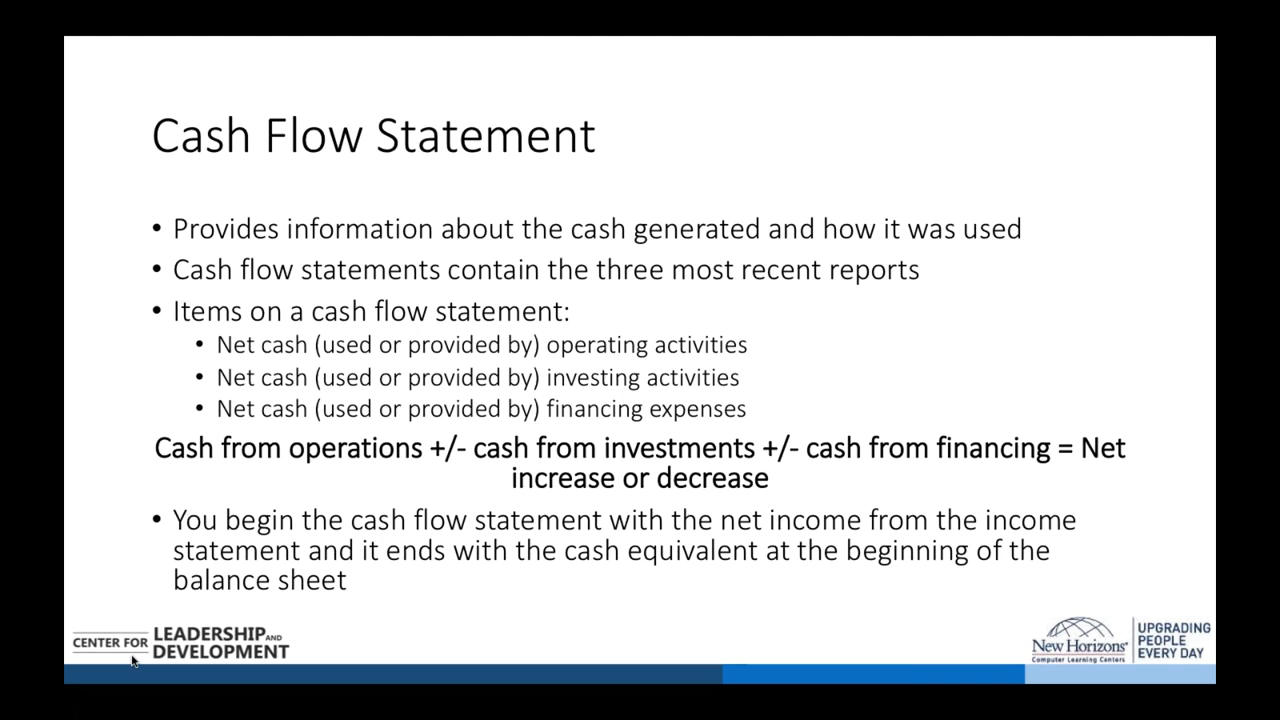 Cash Flow Statement
• Provides information about the cash generated and how it was used
• Cash flow statements contain the three most recent reports
• Items on a cash flow statement:
• Net cash (used or provided by) operating activities
• Net cash (used or provided by) investing activities
• Net cash (used or provided by) financing expenses
Cash from operations +/- cash from investments +/- cash from financing = Net
increase or decrease
• You begin the cash flow statement with the net income from the income
statement and it ends with the cash equivalent at the beginning of the
balance sheet
CENTER FOR LEADERSHIP AND
DEVELOPMENT
New Horizons®
Computer Learning Centers
UPGRADING
PEOPLE
EVERY DAY